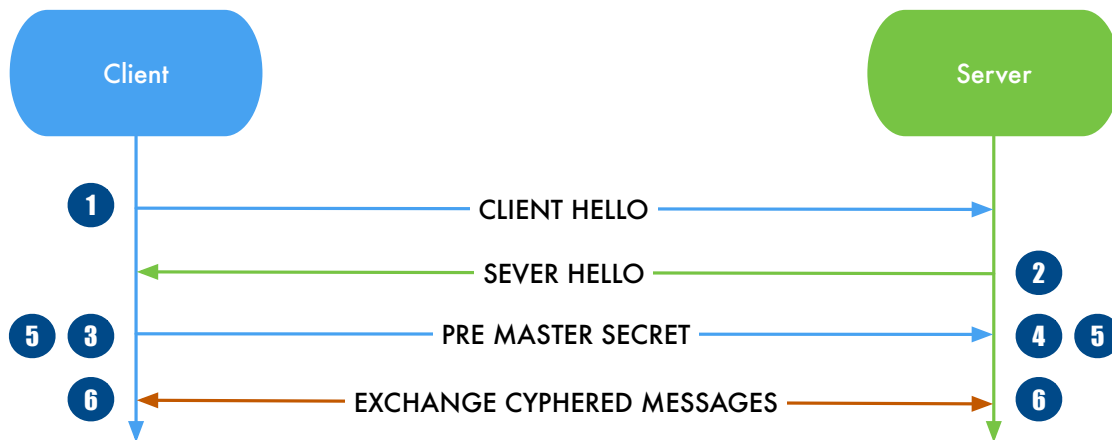 Client
Server
1
CLIENT HELLO
SEVER HELLO
2
5 3
PRE MASTER SECRET
4 5
6
EXCHANGE CYPHERED MESSAGES
6